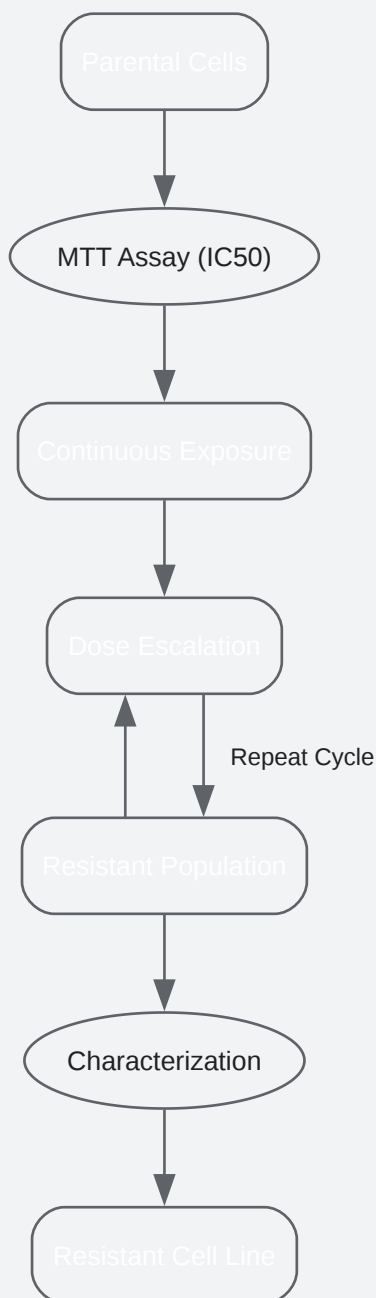 Parental Cells
MTT Assay (IC50)
Continuous Exposure
Dose Escalation
Repeat Cycle
Resistant Population
Characterization
Resistant Cell Line